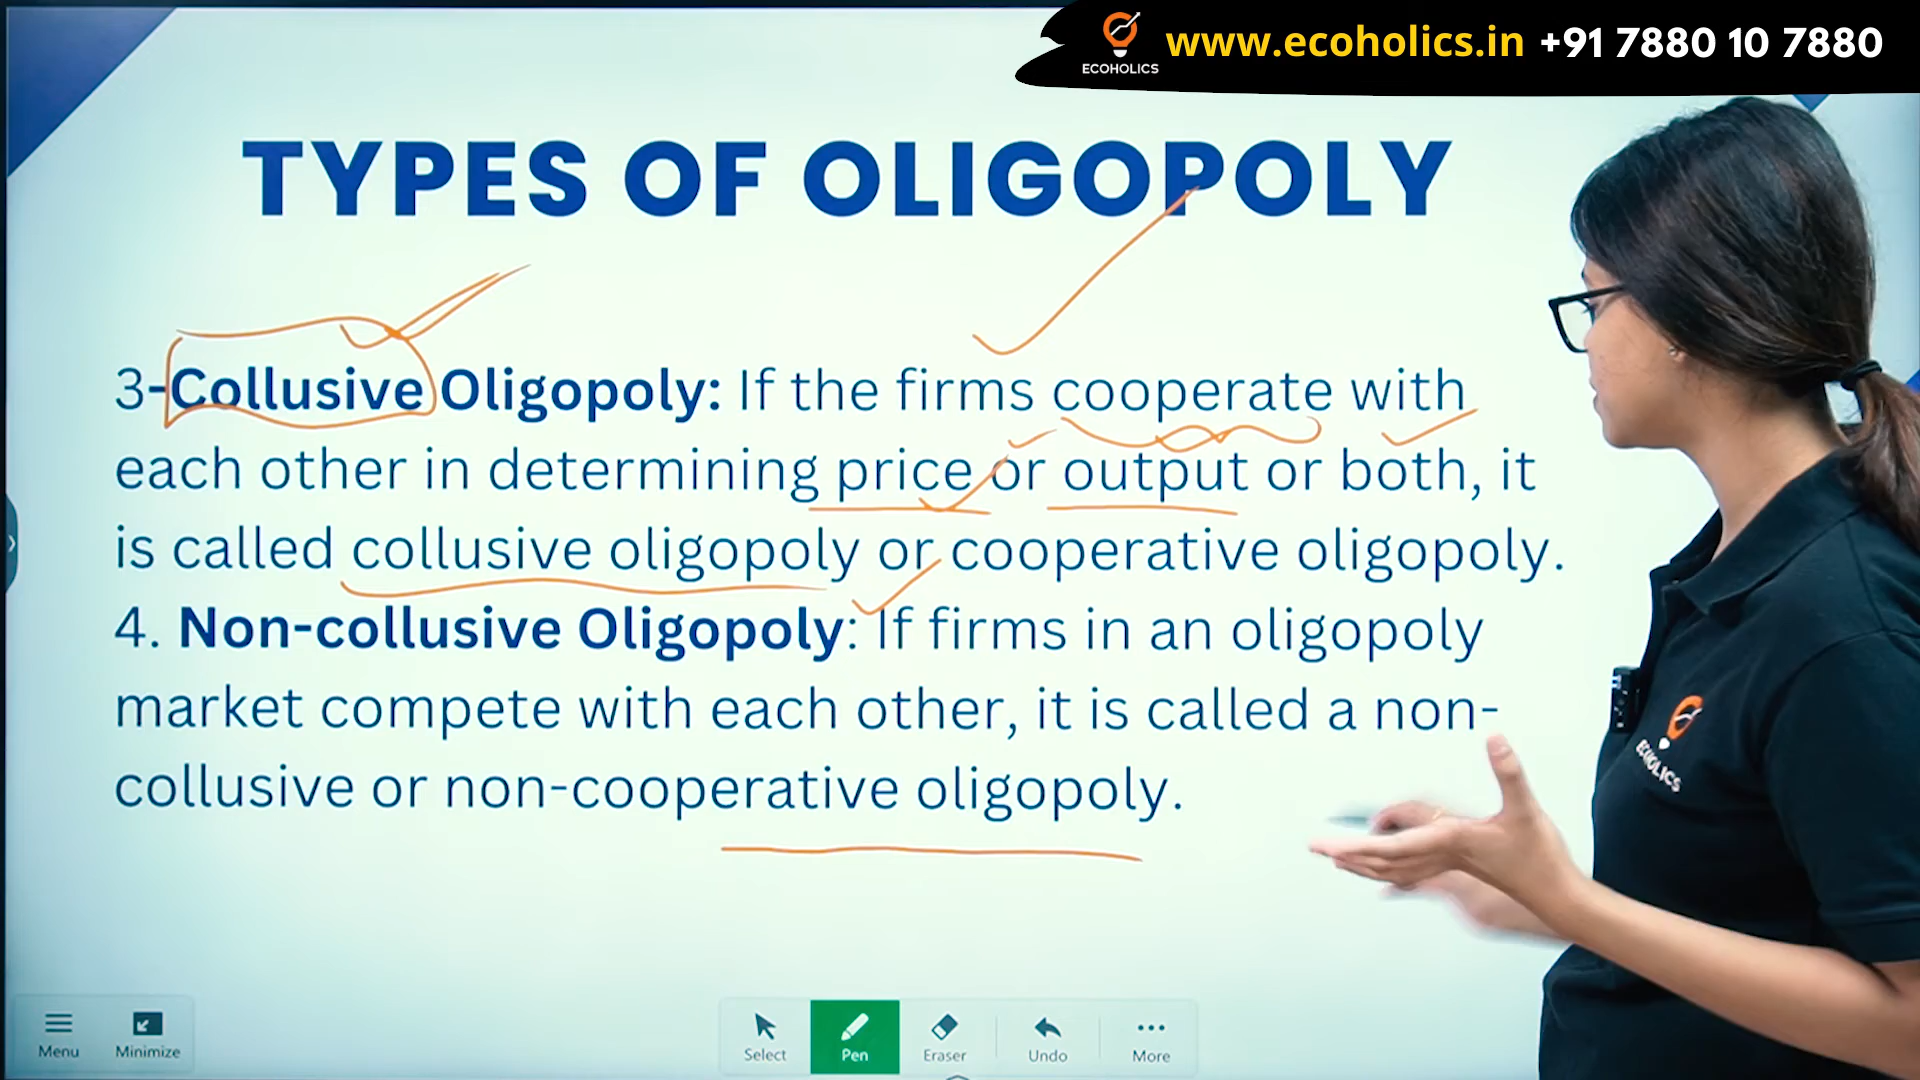 www.ecoholics.in +91 7880 10 7880
ECOHOLICS
TYPES OF OLIGOPOLY
3-Collusive Oligopoly: If the firms cooperate with
each other in determining price or output or both, it
is called collusive oligopoly or cooperative oligopoly.
4. Non-collusive Oligopoly: If firms in an oligopoly
market compete with each other, it is called a non-
collusive or non-cooperative oligopoly.
ECOHOLICS
Menu
Minimize
Select
Pen
Eraser
Undo
More